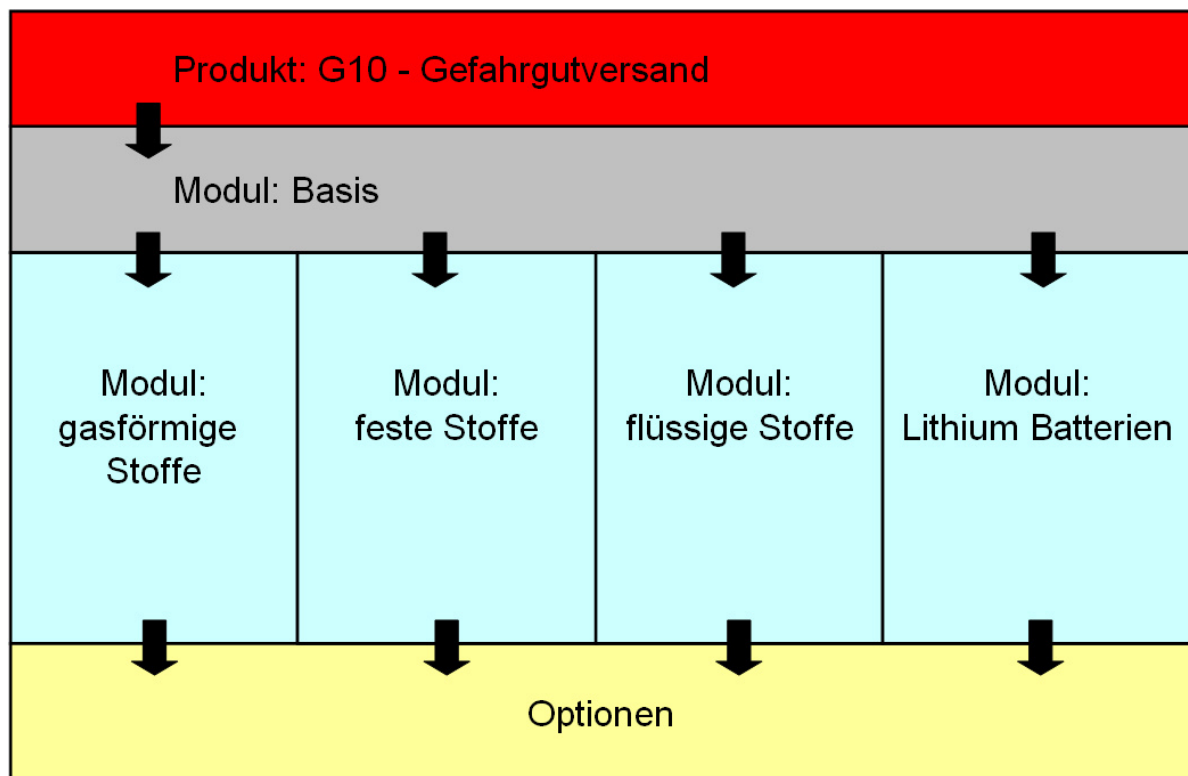 Produkt: G10 - Gefahrgutversand
Modul: Basis
Modul:
gasförmige
Stoffe
Modul:
feste Stoffe
Modul:
flüssige Stoffe
Modul:
Lithium Batterien
Optionen